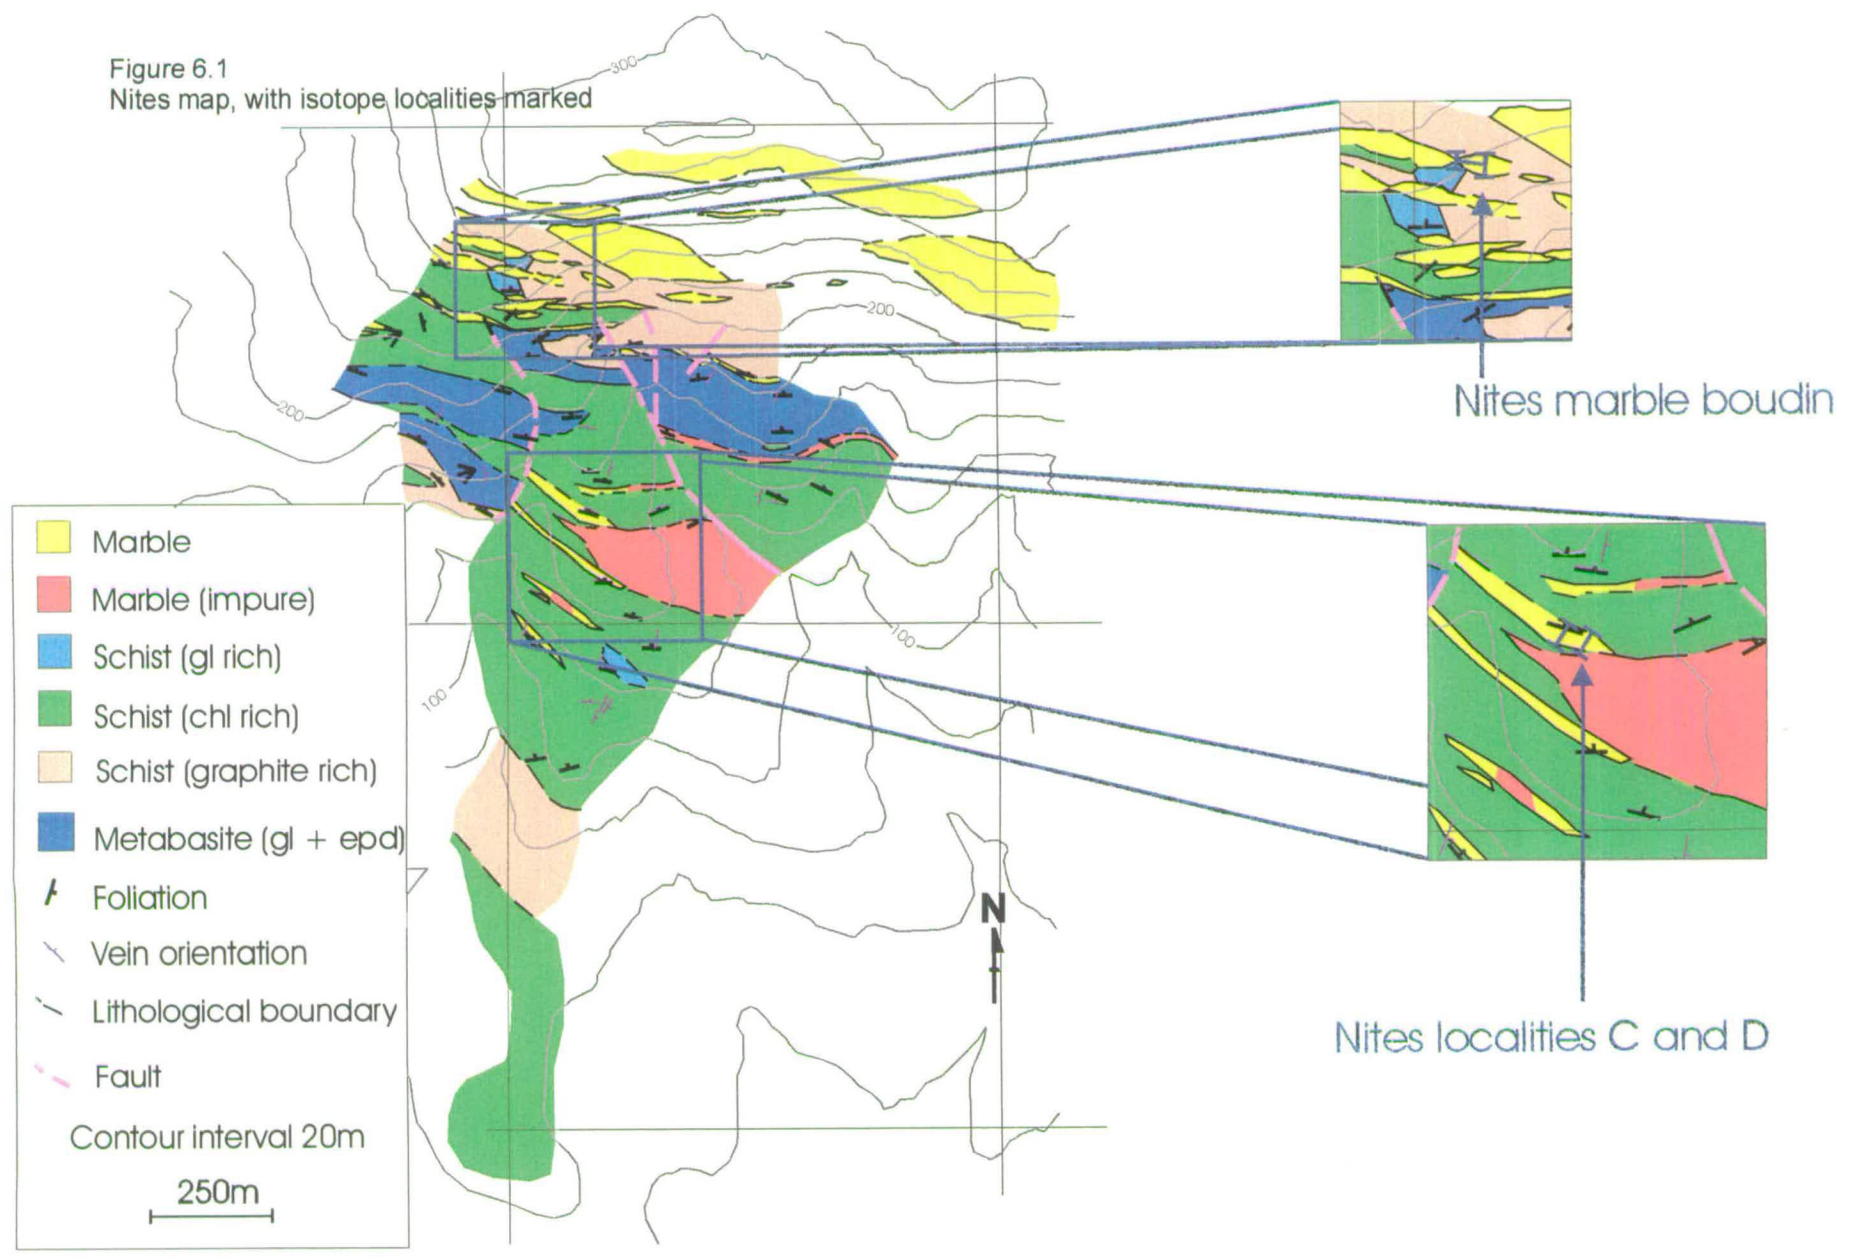 Figure 6.1
Nites map, with isotope localities marked
300
200
200
100
100
Nites marble boudin
Nites localities C and D
N
Marble
Marble (impure)
Schist (gl rich)
Schist (chl rich)
Schist (graphite rich)
Metabasite (gl + epd)
Foliation
Vein orientation
Lithological boundary
Fault
Contour interval 20m
250m